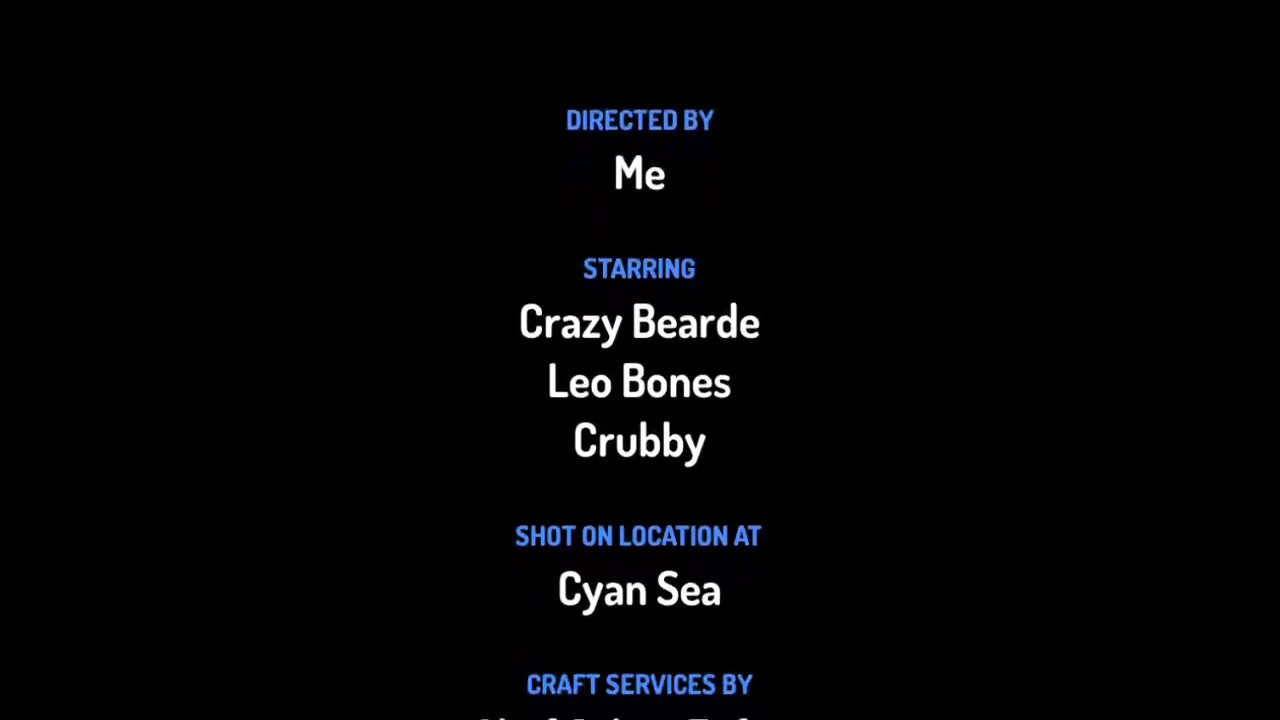 DIRECTED BY
Me
STARRING
Crazy Bearde
Leo Bones
Crubby
SHOT ON LOCATION AT
Cyan Sea
CRAFT SERVICES BY